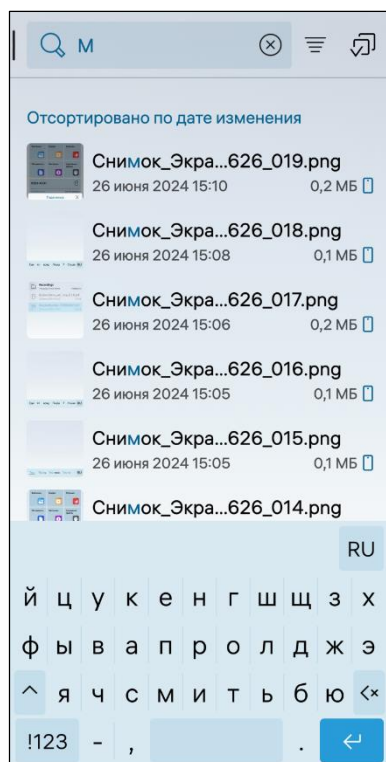 М
Отсортировано по дате изменения
Снимок_Экра...626_019.png
26 июня 2024 15:10 0,2 МБ
Снимок_Экра...626_018.png
26 июня 2024 15:08 0,1 МБ
Снимок_Экра...626_017.png
26 июня 2024 15:06 0,2 МБ
Снимок_Экра...626_016.png
26 июня 2024 15:05 0,1 МБ
Снимок_Экра...626_015.png
26 июня 2024 15:05 0,1 МБ
Снимок_Экра...626_014.png
RU
й ц у к е н г ш щ з х
ф ы в а п р о л д ж э
я ч с м и т ь б ю
!123 - , .